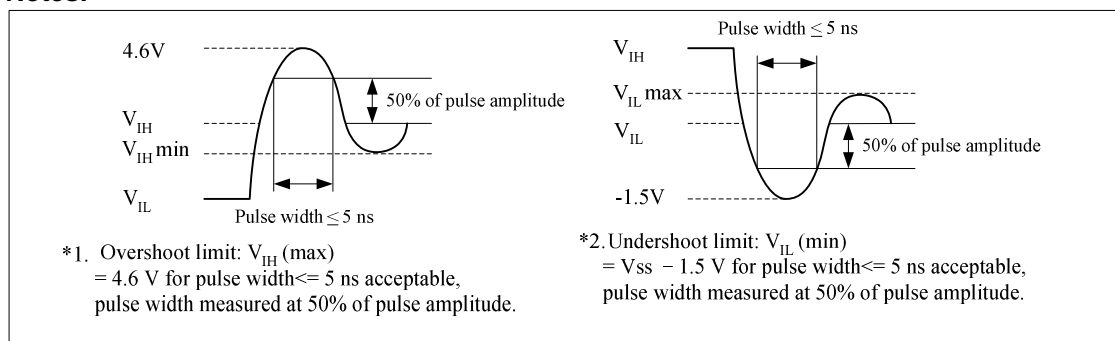 4.6V
50% of pulse amplitude
VIH
VIH min
VIL
Pulse width ≤ 5 ns
*1. Overshoot limit: VIH (max)
= 4.6 V for pulse width<= 5 ns acceptable,
pulse width measured at 50% of pulse amplitude.
Pulse width ≤ 5 ns
VIH
VIL max
VIL
50% of pulse amplitude
-1.5V
*2. Undershoot limit: VIL (min)
= Vss − 1.5 V for pulse width<= 5 ns acceptable,
pulse width measured at 50% of pulse amplitude.